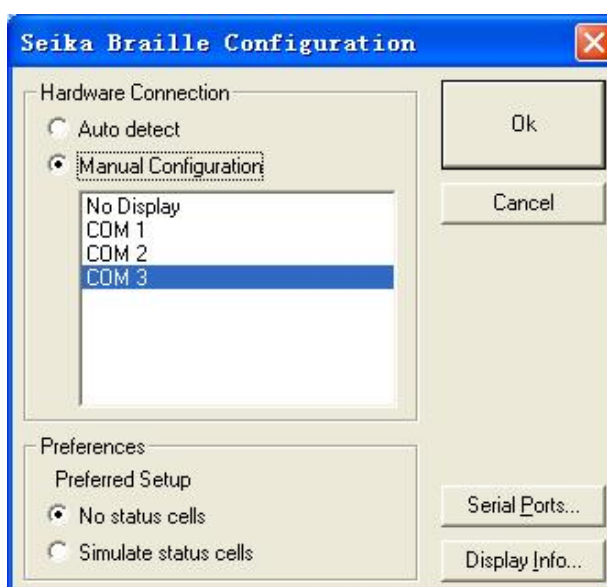 Seika Braille Configuration
Hardware Connection
Auto detect
Manual Configuration
No Display
COM 1
COM 2
COM 3
Ok
Cancel
Preferences
Preferred Setup
No status cells
Simulate status cells
Serial Ports...
Display Info...